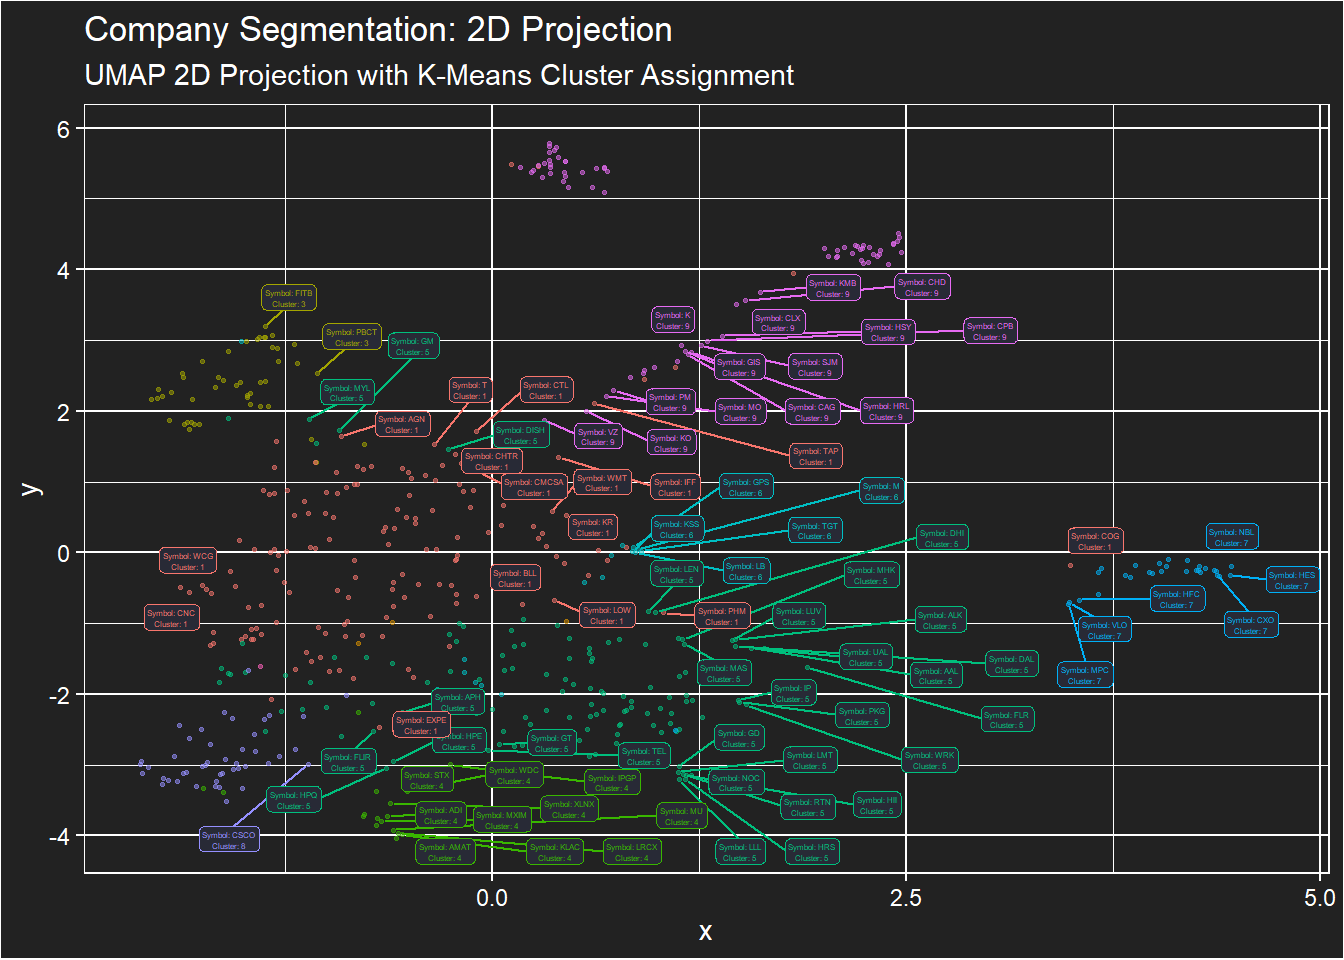 Company Segmentation: 2D Projection
UMAP 2D Projection with K-Means Cluster Assignment
6
4
2
0
-2
-4
y
Symbol: KMB
Cluster: 9
Symbol: CHD
Cluster: 9
Symbol: FITB
Cluster: 3
Symbol: K
Cluster: 9
Symbol: CLX
Cluster: 9
Symbol: HSY
Cluster: 9
Symbol: CPB
Cluster: 9
Symbol: PBCT
Cluster: 3
Symbol: GM
Cluster: 5
Symbol: GIS
Cluster: 9
Symbol: SJM
Cluster: 9
Symbol: MYL
Cluster: 5
Symbol: T
Cluster: 1
Symbol: CTL
Cluster: 1
Symbol: PM
Cluster: 9
Symbol: MO
Cluster: 9
Symbol: CAG
Cluster: 9
Symbol: HRL
Cluster: 9
Symbol: AGN
Cluster: 1
Symbol: DISH
Cluster: 5
Symbol: VZ
Cluster: 9
Symbol: KO
Cluster: 9
Symbol: TAP
Cluster: 1
Symbol: CHTR
Cluster: 1
Symbol: CMCSA
Cluster: 1
Symbol: WMT
Cluster: 1
Symbol: IFF
Cluster: 1
Symbol: GPS
Cluster: 6
Symbol: M
Cluster: 6
Symbol: KR
Cluster: 1
Symbol: KSS
Cluster: 6
Symbol: TGT
Cluster: 6
Symbol: DHI
Cluster: 5
Symbol: COG
Cluster: 1
Symbol: NBL
Cluster: 7
Symbol: WCG
Cluster: 1
Symbol: BLL
Cluster: 1
Symbol: LEN
Cluster: 5
Symbol: LB
Cluster: 6
Symbol: MHK
Cluster: 5
Symbol: HES
Cluster: 7
Symbol: HFC
Cluster: 7
Symbol: CNC
Cluster: 1
Symbol: LOW
Cluster: 1
Symbol: PHM
Cluster: 1
Symbol: LUV
Cluster: 5
Symbol: ALK
Cluster: 5
Symbol: VLO
Cluster: 7
Symbol: CXO
Cluster: 7
Symbol: MAS
Cluster: 5
Symbol: UAL
Cluster: 5
Symbol: AAL
Cluster: 5
Symbol: DAL
Cluster: 5
Symbol: MPC
Cluster: 7
Symbol: APH
Cluster: 5
Symbol: IP
Cluster: 5
Symbol: PKG
Cluster: 5
Symbol: FLR
Cluster: 5
Symbol: EXPE
Cluster: 1
Symbol: HPE
Cluster: 5
Symbol: GT
Cluster: 5
Symbol: TEL
Cluster: 5
Symbol: GD
Cluster: 5
Symbol: FLIR
Cluster: 5
Symbol: LMT
Cluster: 5
Symbol: WRK
Cluster: 5
Symbol: STX
Cluster: 4
Symbol: WDC
Cluster: 4
Symbol: IPGP
Cluster: 4
Symbol: NOC
Cluster: 5
Symbol: HPQ
Cluster: 5
Symbol: ADI
Cluster: 4
Symbol: MXIM
Cluster: 4
Symbol: XLNX
Cluster: 4
Symbol: MU
Cluster: 4
Symbol: RTN
Cluster: 5
Symbol: HII
Cluster: 5
Symbol: CSCO
Cluster: 8
Symbol: AMAT
Cluster: 4
Symbol: KLAC
Cluster: 4
Symbol: LRCX
Cluster: 4
Symbol: LLL
Cluster: 5
Symbol: HRS
Cluster: 5
0.0
2.5
5.0
x